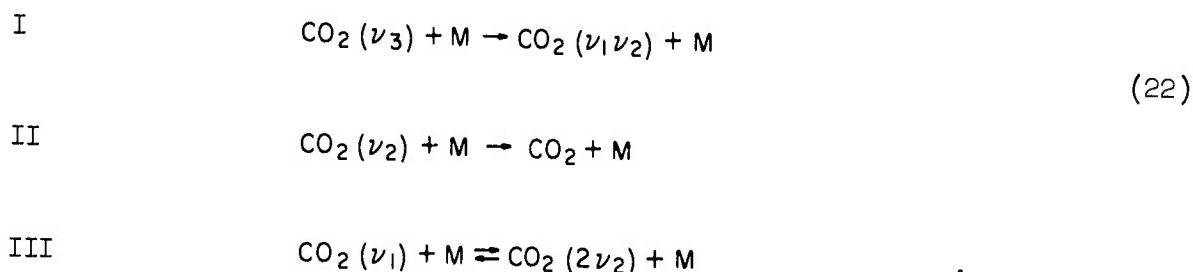 I CO₂ (ν₃) + M → CO₂ (ν₁ν₂) + M
(22)
II CO₂ (ν₂) + M → CO₂ + M
III CO₂ (ν₁) + M ⇌ CO₂ (2ν₂) + M